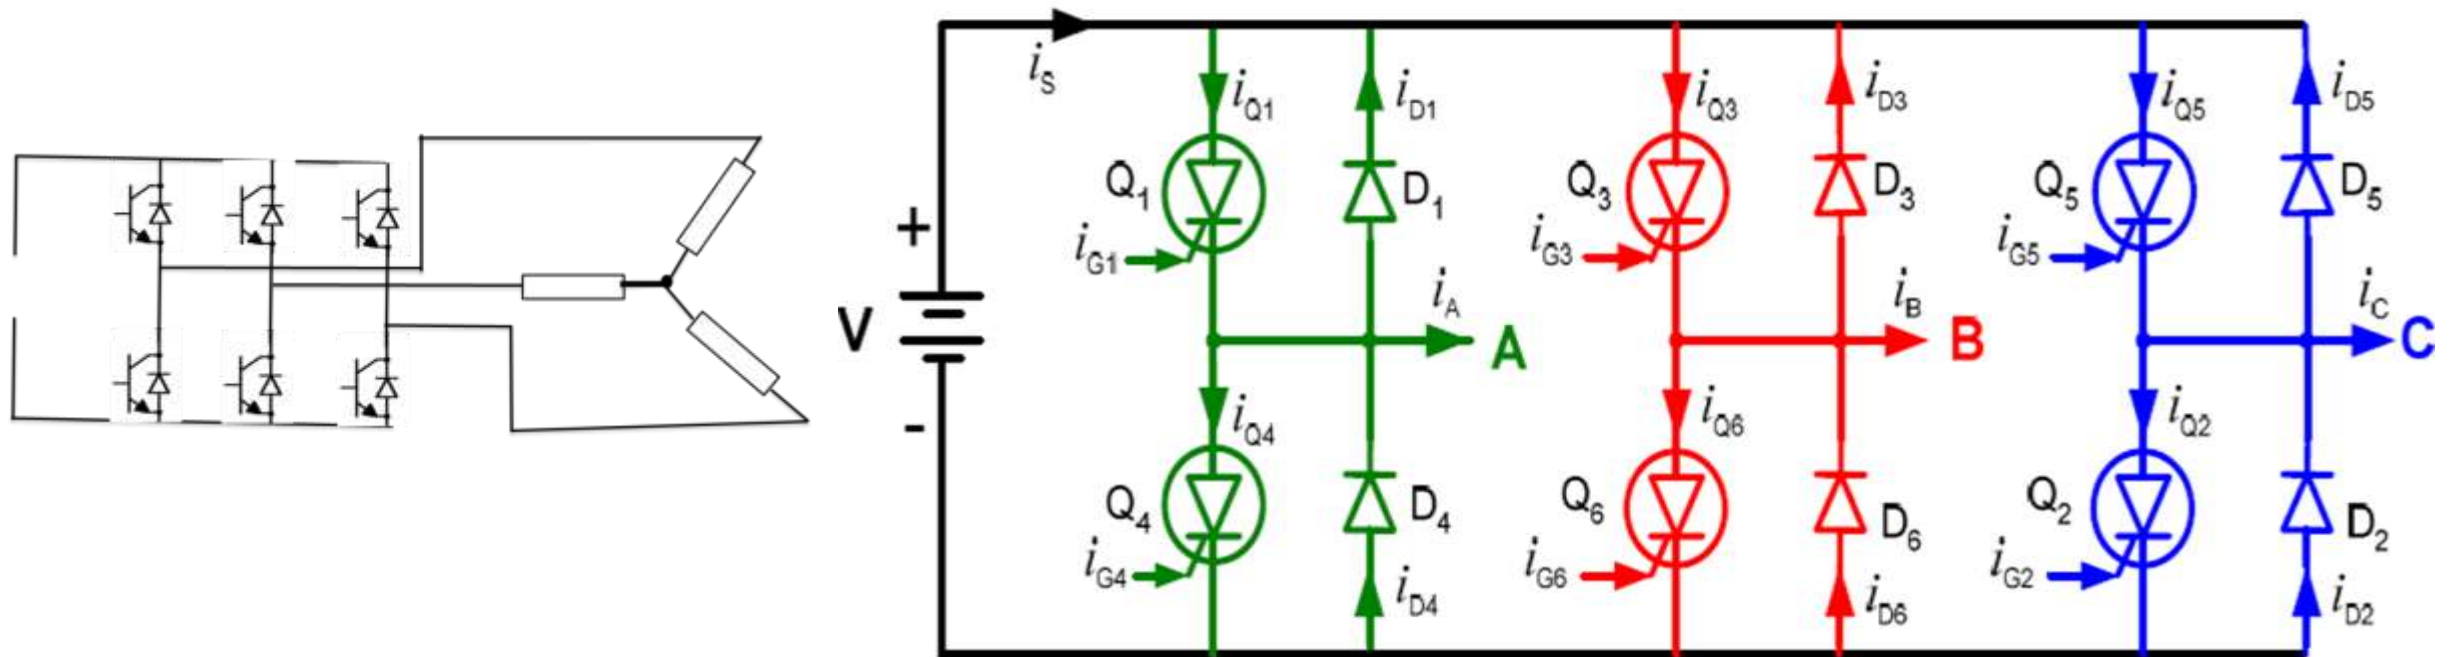 iS
iQ1
iD1
iQ3
iD3
iQ5
iD5
Q1
D1
Q3
D3
Q5
D5
+
iG1
iG3
iG5
V
iA
A
iB
B
iC
C
-
iQ4
iQ6
iQ2
Q4
D4
Q6
D6
Q2
D2
iG4
iD4
iG6
iD6
iG2
iD2